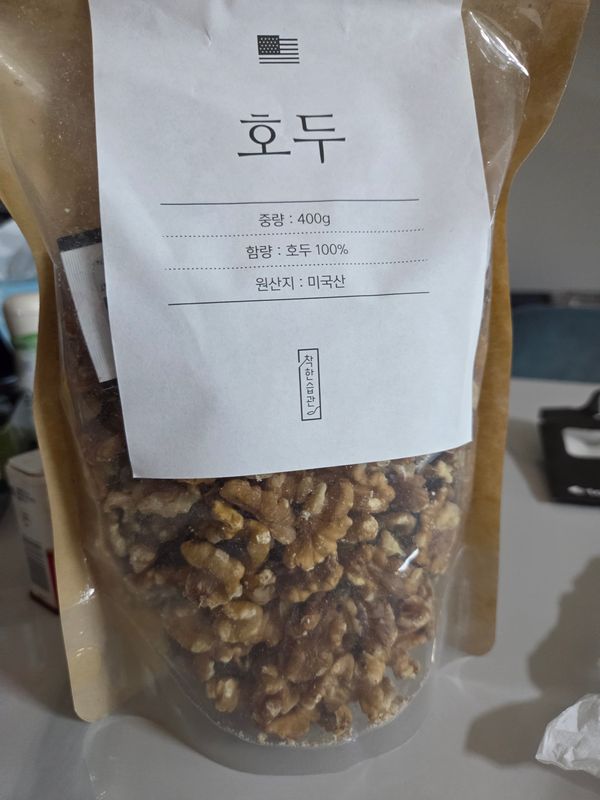 호두
중량 : 400g
함량 : 호두 100%
원산지 : 미국산
착한습관